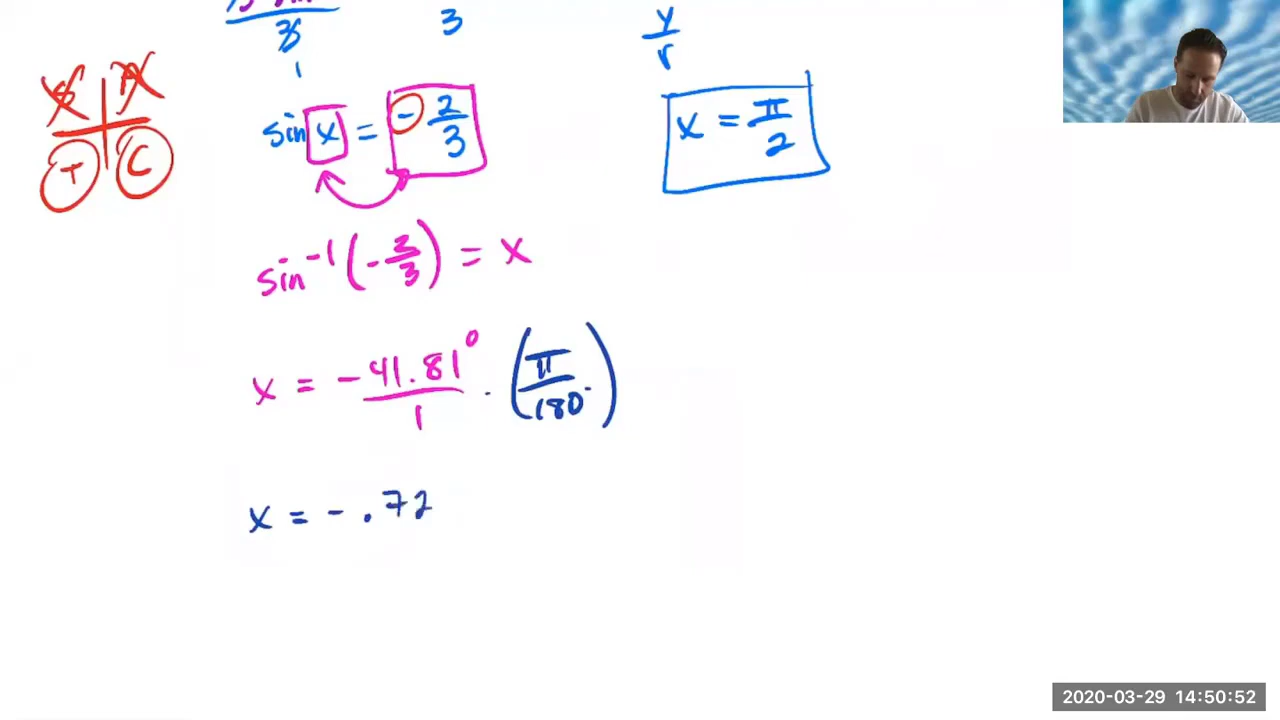 3
3
1
y
r
S A
T C
sin x = - 2/3
x = π/2
sin⁻¹(- 2/3) = x
x = - 41.81°/1 · (π/180)
x = - .72
2020-03-29 14:50:52